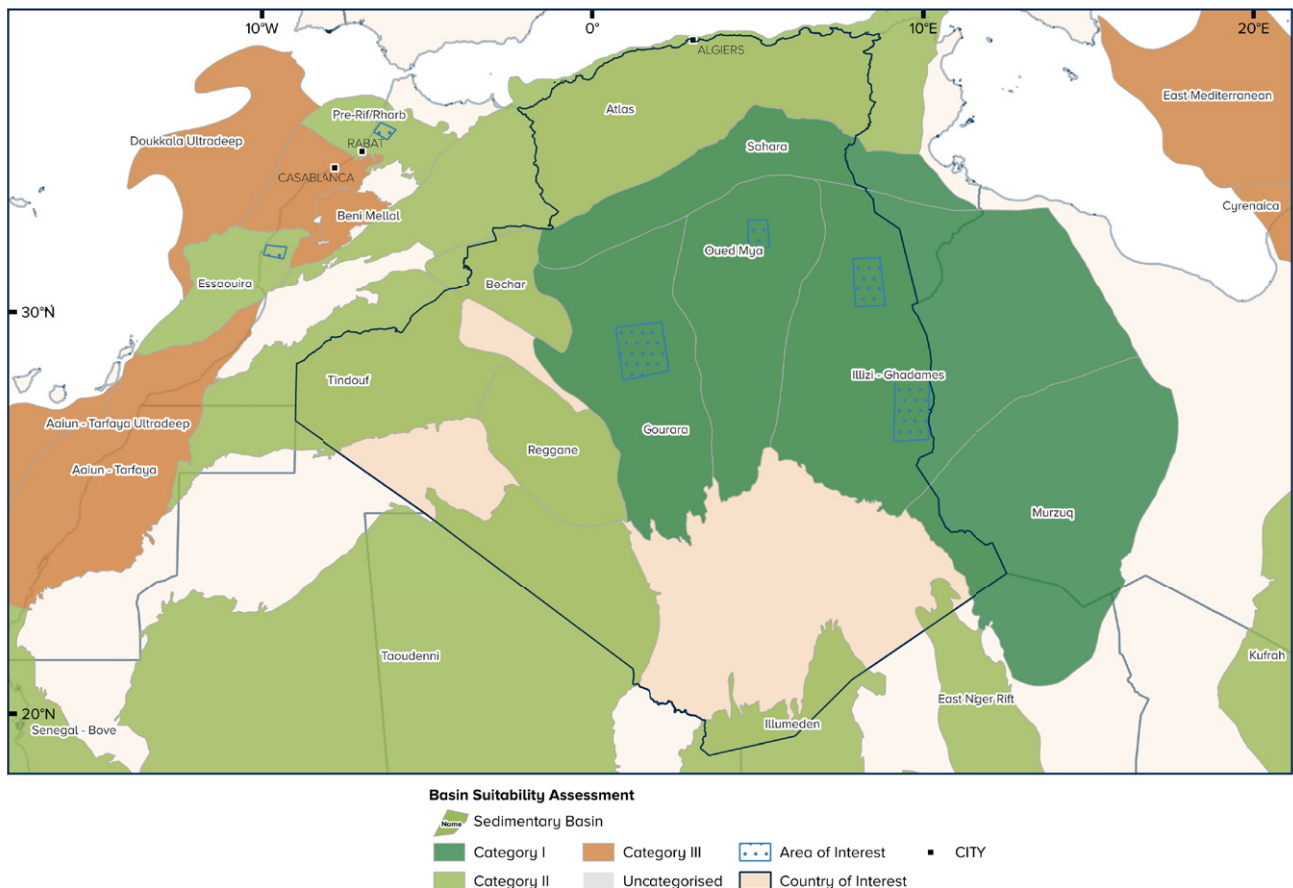 10°W
0°
10°E
20°E
ALGIERS
East Mediterranean
Atlas
Pre-Rif/Rharb
Doukkala Ultradeep
RABAT
Sahara
CASABLANCA
Cyrenaica
Beni Mellal
Oued Mya
Essaouira
Bechar
30°N
Tindouf
Illizi - Ghadames
Aaiun - Tarfaya Ultradeep
Gourara
Reggane
Aaiun - Tarfaya
Murzuq
Taoudenni
Kufrah
East Niger Rift
20°N
Senegal - Bove
Illumeden
Basin Suitability Assessment
Name Sedimentary Basin
Category I
Category III
Area of Interest
CITY
Category II
Uncategorised
Country of Interest